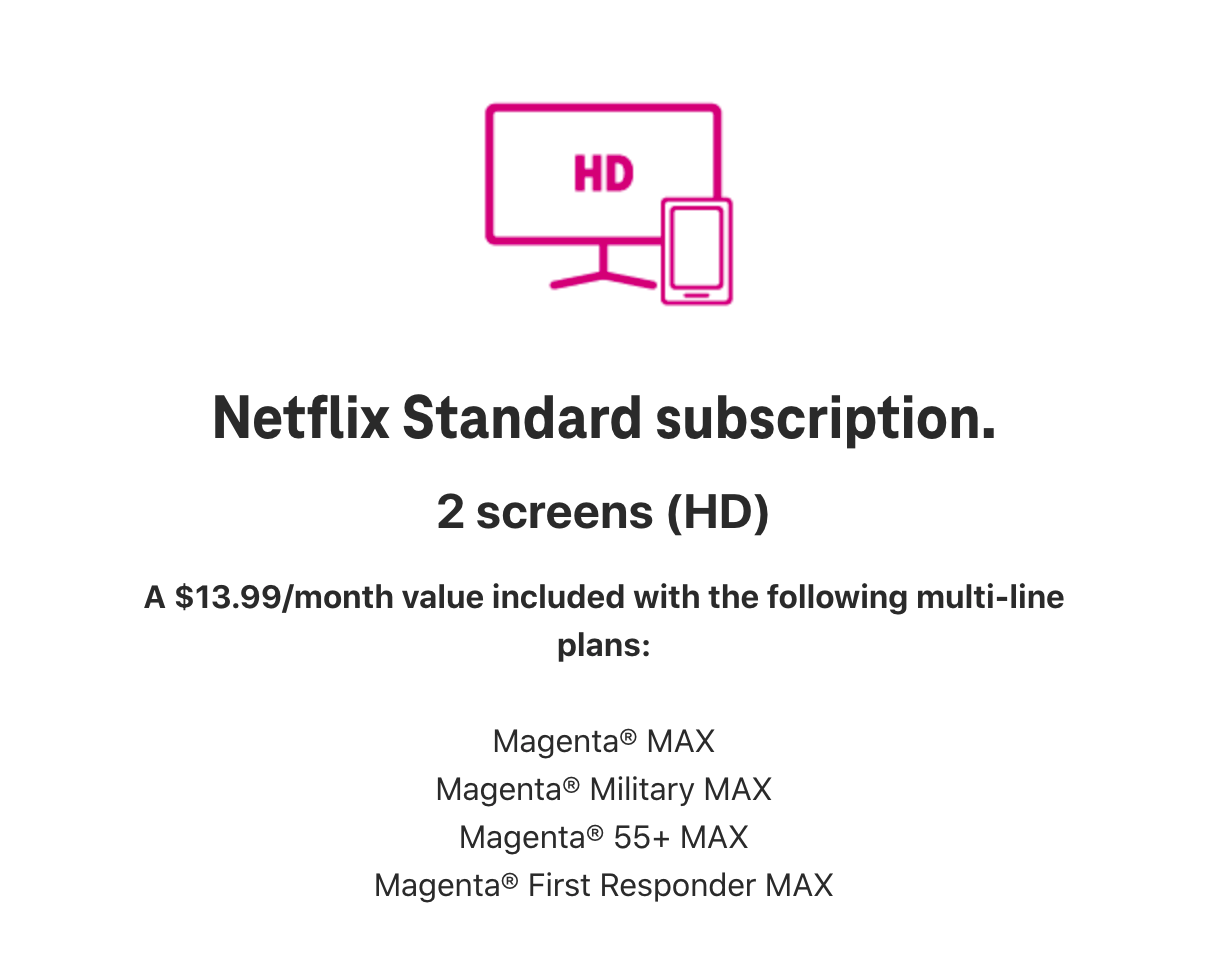 HD
Netflix Standard subscription.
2 screens (HD)
A $13.99/month value included with the following multi-line
plans:
Magenta® MAX
Magenta® Military MAX
Magenta® 55+ MAX
Magenta® First Responder MAX